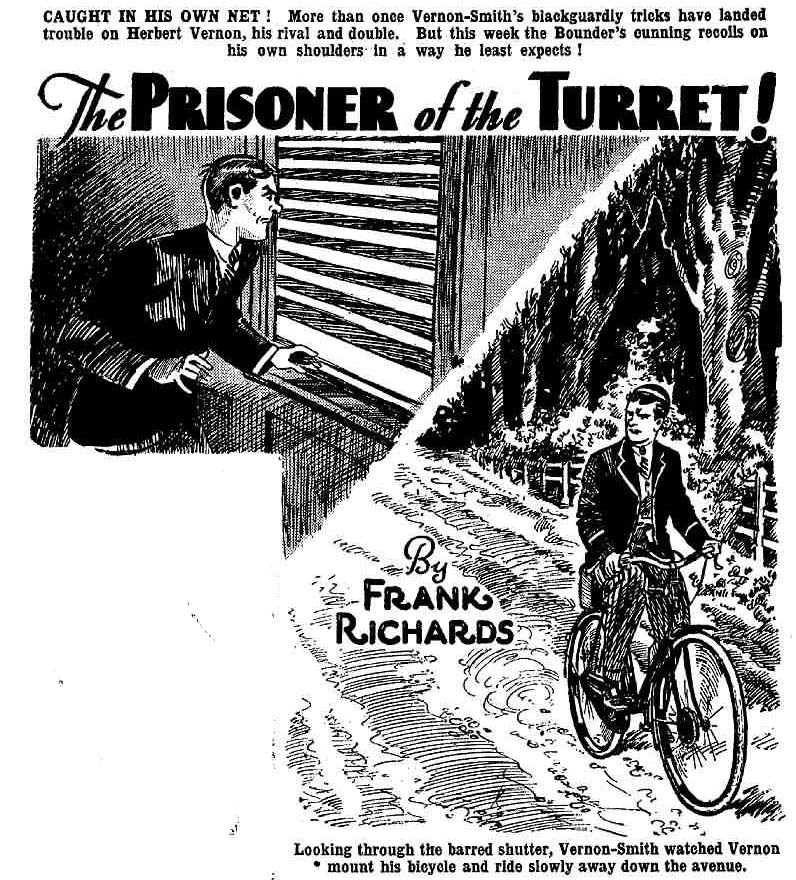 CAUGHT IN HIS OWN NET ! More than once Vernon-Smith's blackguardly tricks have landed
trouble on Herbert Vernon, his rival and double. But this week the Bounder's cunning recoils on
his own shoulders in a way he least expects !
The PRISONER of the TURRET!
By
FRANK
RICHARDS
Looking through the barred shutter, Vernon-Smith watched Vernon
mount his bicycle and ride slowly away down the avenue.